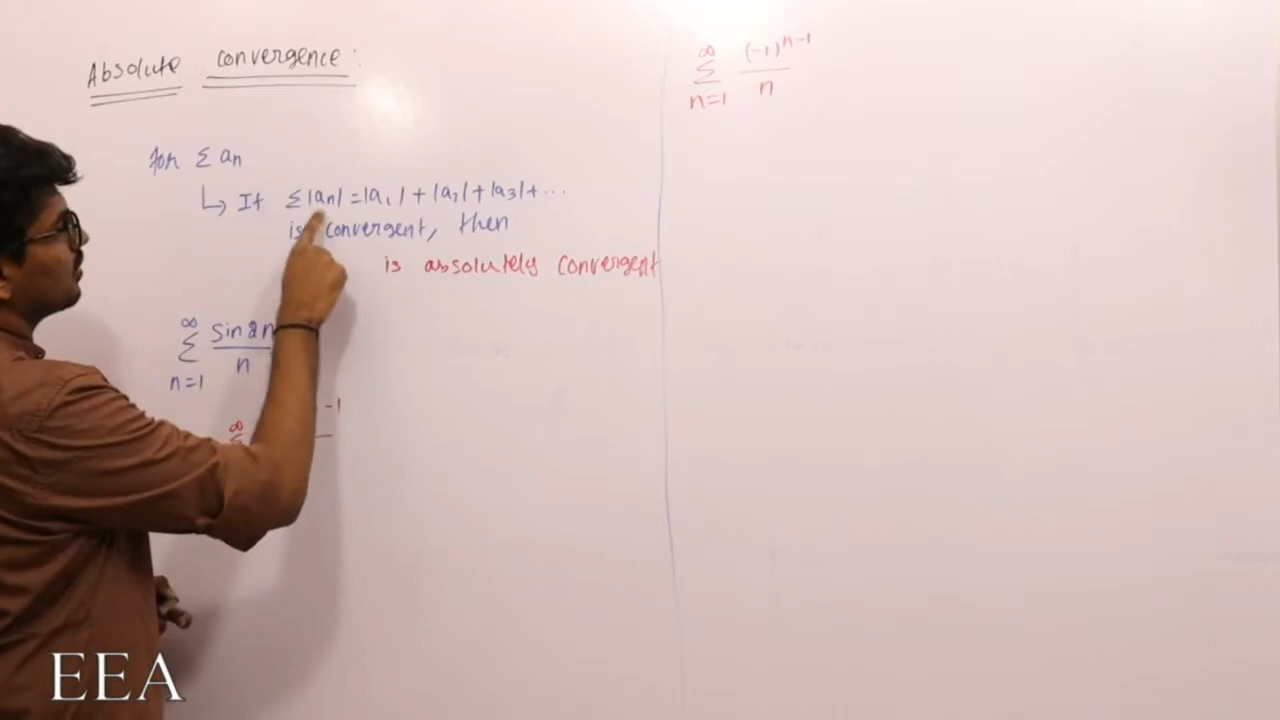 Absolute convergence:
for Σ an
↳ If Σ|an| = |a1| + |a2| + |a3| + ...
is convergent, then
is absolutely convergent
∞
Σ sin 2n / n
n=1
∞
-1
∞
Σ (-1)^(n-1) / n
n=1
EEA